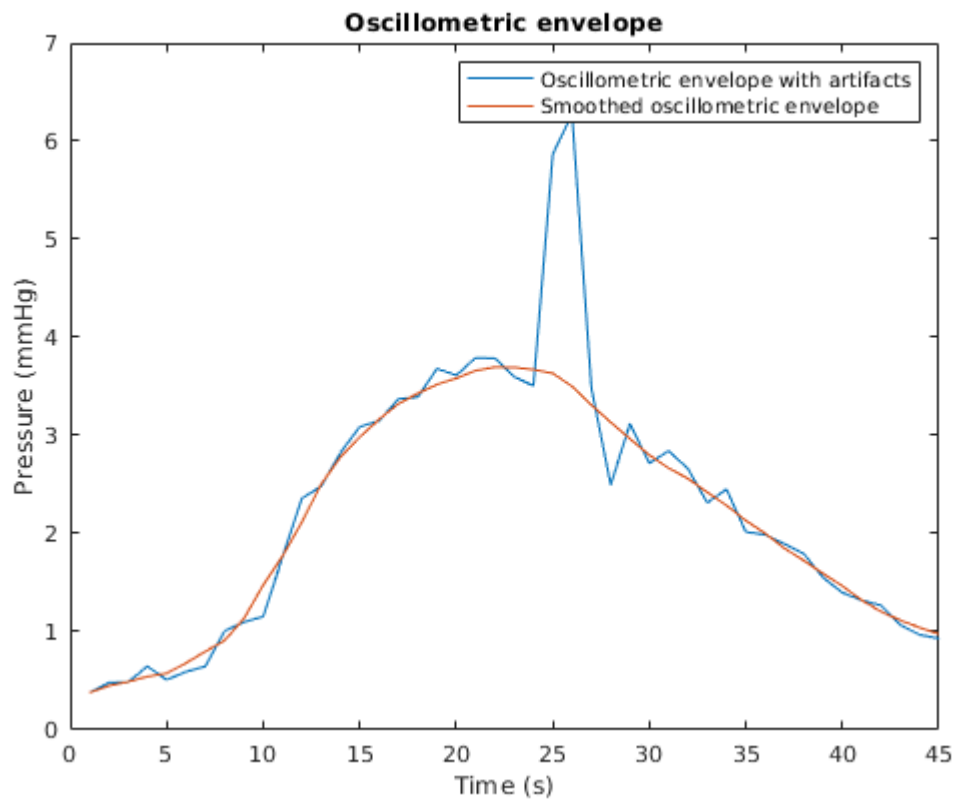 Oscillometric envelope
7
Oscillometric envelope with artifacts
Smoothed oscillometric envelope
6
5
4
3
2
1
0
Pressure (mmHg)
0 5 10 15 20 25 30 35 40 45
Time (s)